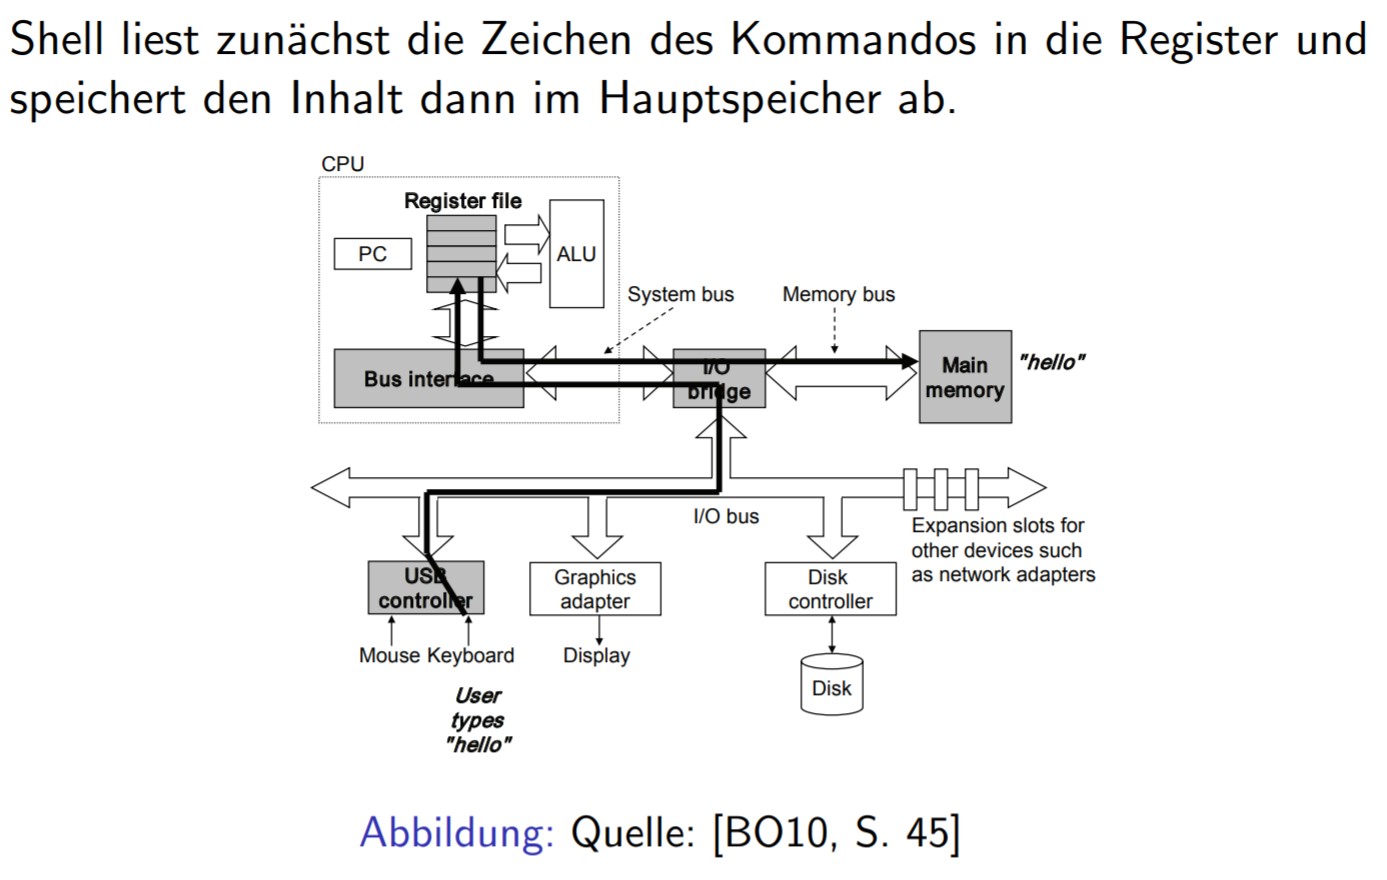 Shell liest zunächst die Zeichen des Kommandos in die Register und
speichert den Inhalt dann im Hauptspeicher ab.
CPU
Register file
PC
ALU
System bus
Memory bus
Bus interface
I/O
bridge
Main
memory
"hello"
I/O bus
Expansion slots for
other devices such
as network adapters
USB
controller
Graphics
adapter
Disk
controller
Mouse
Keyboard
Display
Disk
User
types
"hello"
Abbildung: Quelle: [BO10, S. 45]